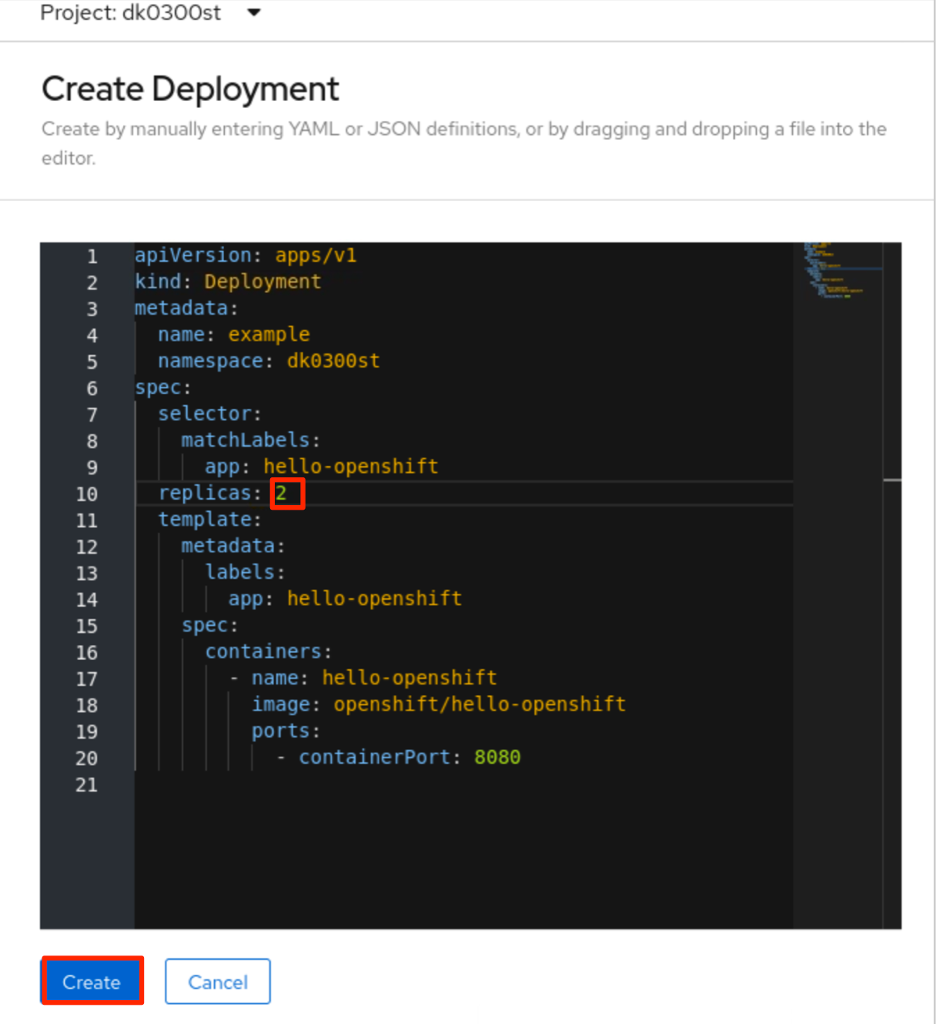 Project: dk0300st
Create Deployment
Create by manually entering YAML or JSON definitions, or by dragging and dropping a file into the
editor.
1 apiVersion: apps/v1
2 kind: Deployment
3 metadata:
4   name: example
5   namespace: dk0300st
6 spec:
7   selector:
8     matchLabels:
9       app: hello-openshift
10   replicas: 2
11   template:
12     metadata:
13       labels:
14         app: hello-openshift
15     spec:
16       containers:
17         - name: hello-openshift
18           image: openshift/hello-openshift
19           ports:
20             - containerPort: 8080
21
Create Cancel